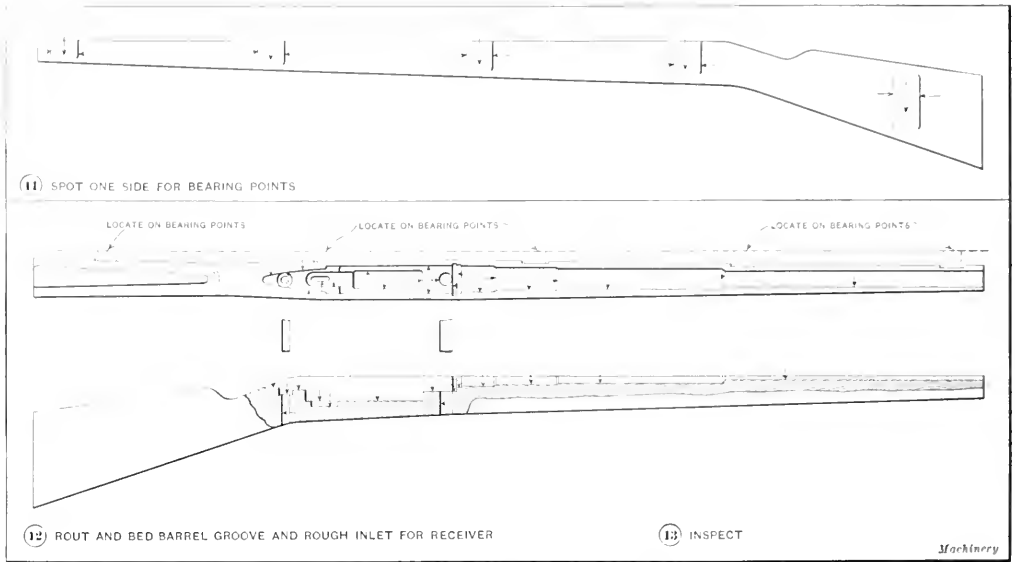 11 SPOT ONE SIDE FOR BEARING POINTS
LOCATE ON BEARING POINTS LOCATE ON BEARING POINTS LOCATE ON BEARING POINTS
12 ROUT AND BED BARREL GROOVE AND ROUGH INLET FOR RECEIVER 13 INSPECT
Machinery